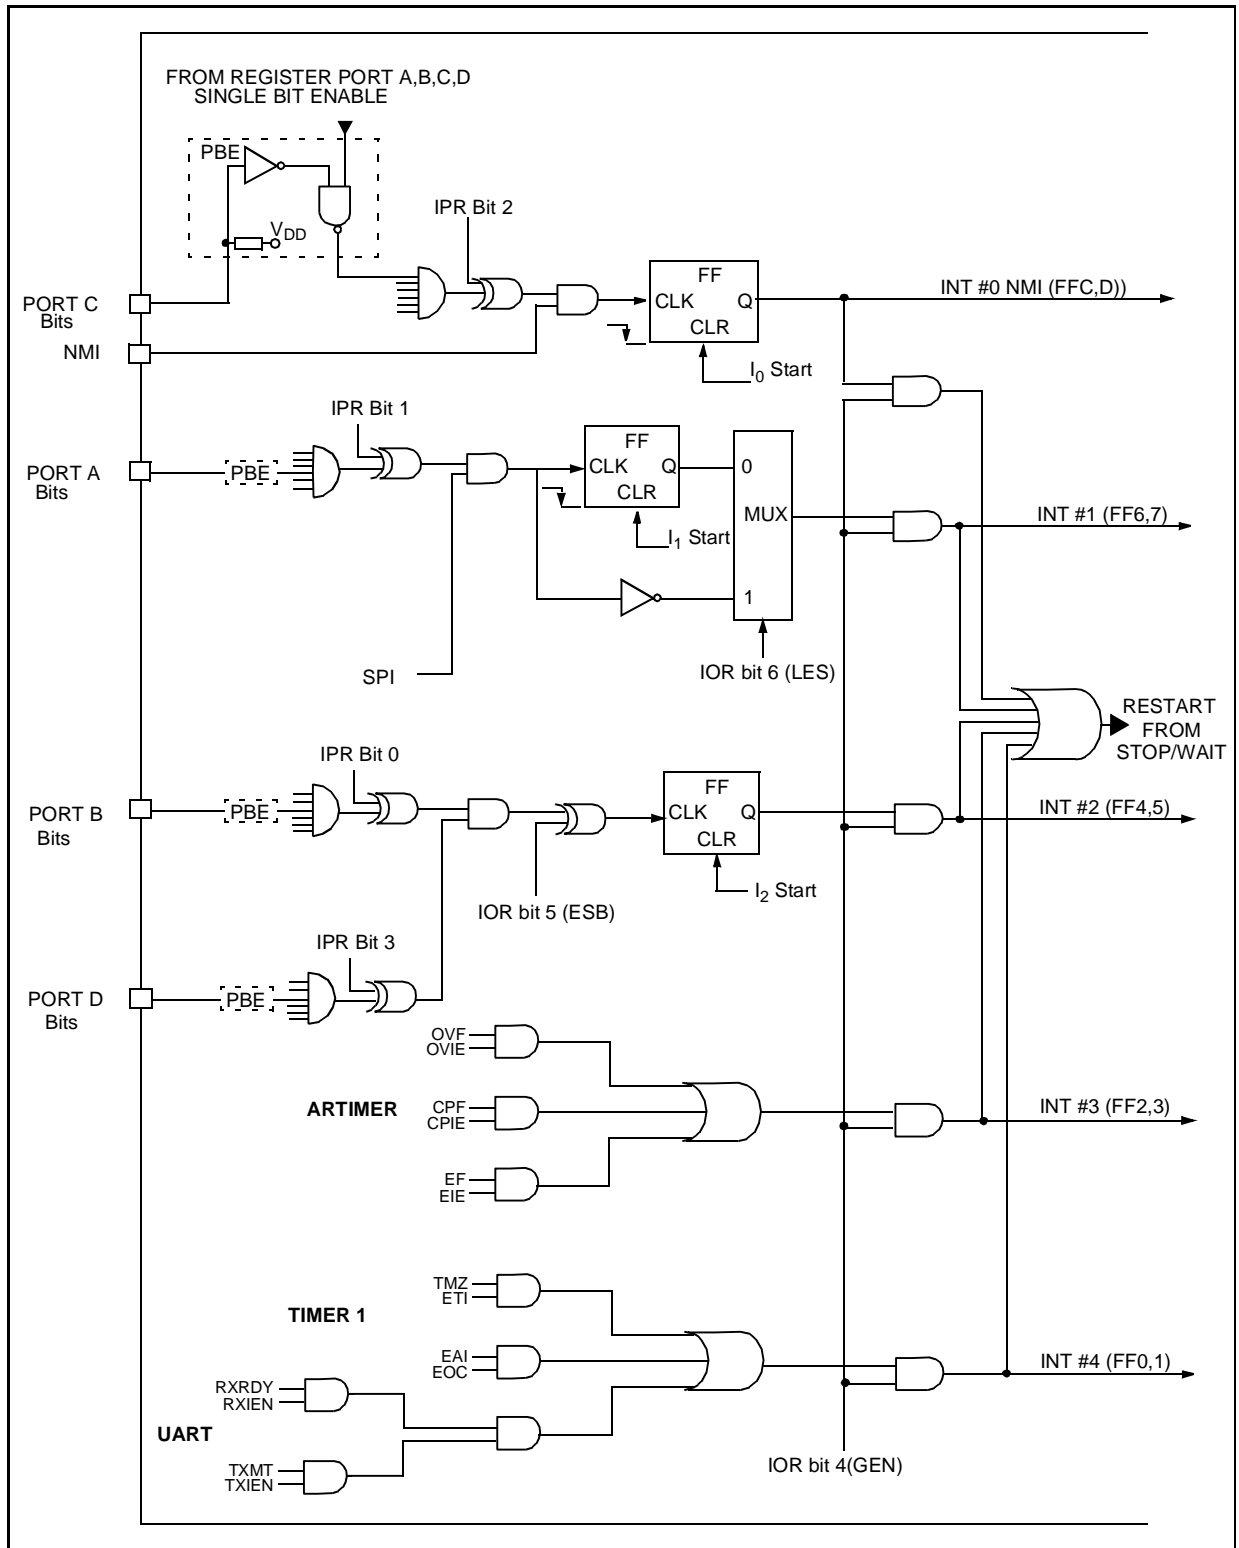 FROM REGISTER PORT A,B,C,D
SINGLE BIT ENABLE
PBE
VDD
IPR Bit 2
PORT C
Bits
NMI
FF
CLK
Q
CLR
I0 Start
INT #0 NMI (FFC,D))
IPR Bit 1
PORT A
Bits
PBE
FF
CLK
Q
CLR
I1 Start
0
MUX
1
INT #1 (FF6,7)
SPI
IOR bit 6 (LES)
RESTART
FROM
STOP/WAIT
IPR Bit 0
PORT B
Bits
PBE
FF
CLK
Q
CLR
I2 Start
INT #2 (FF4,5)
IOR bit 5 (ESB)
IPR Bit 3
PORT D
Bits
PBE
OVF
OVIE
ARTIMER
CPF
CPIE
EF
EIE
INT #3 (FF2,3)
TMZ
ETI
TIMER 1
EAI
EOC
INT #4 (FF0,1)
RXRDY
RXIEN
UART
TXMT
TXIEN
IOR bit 4(GEN)